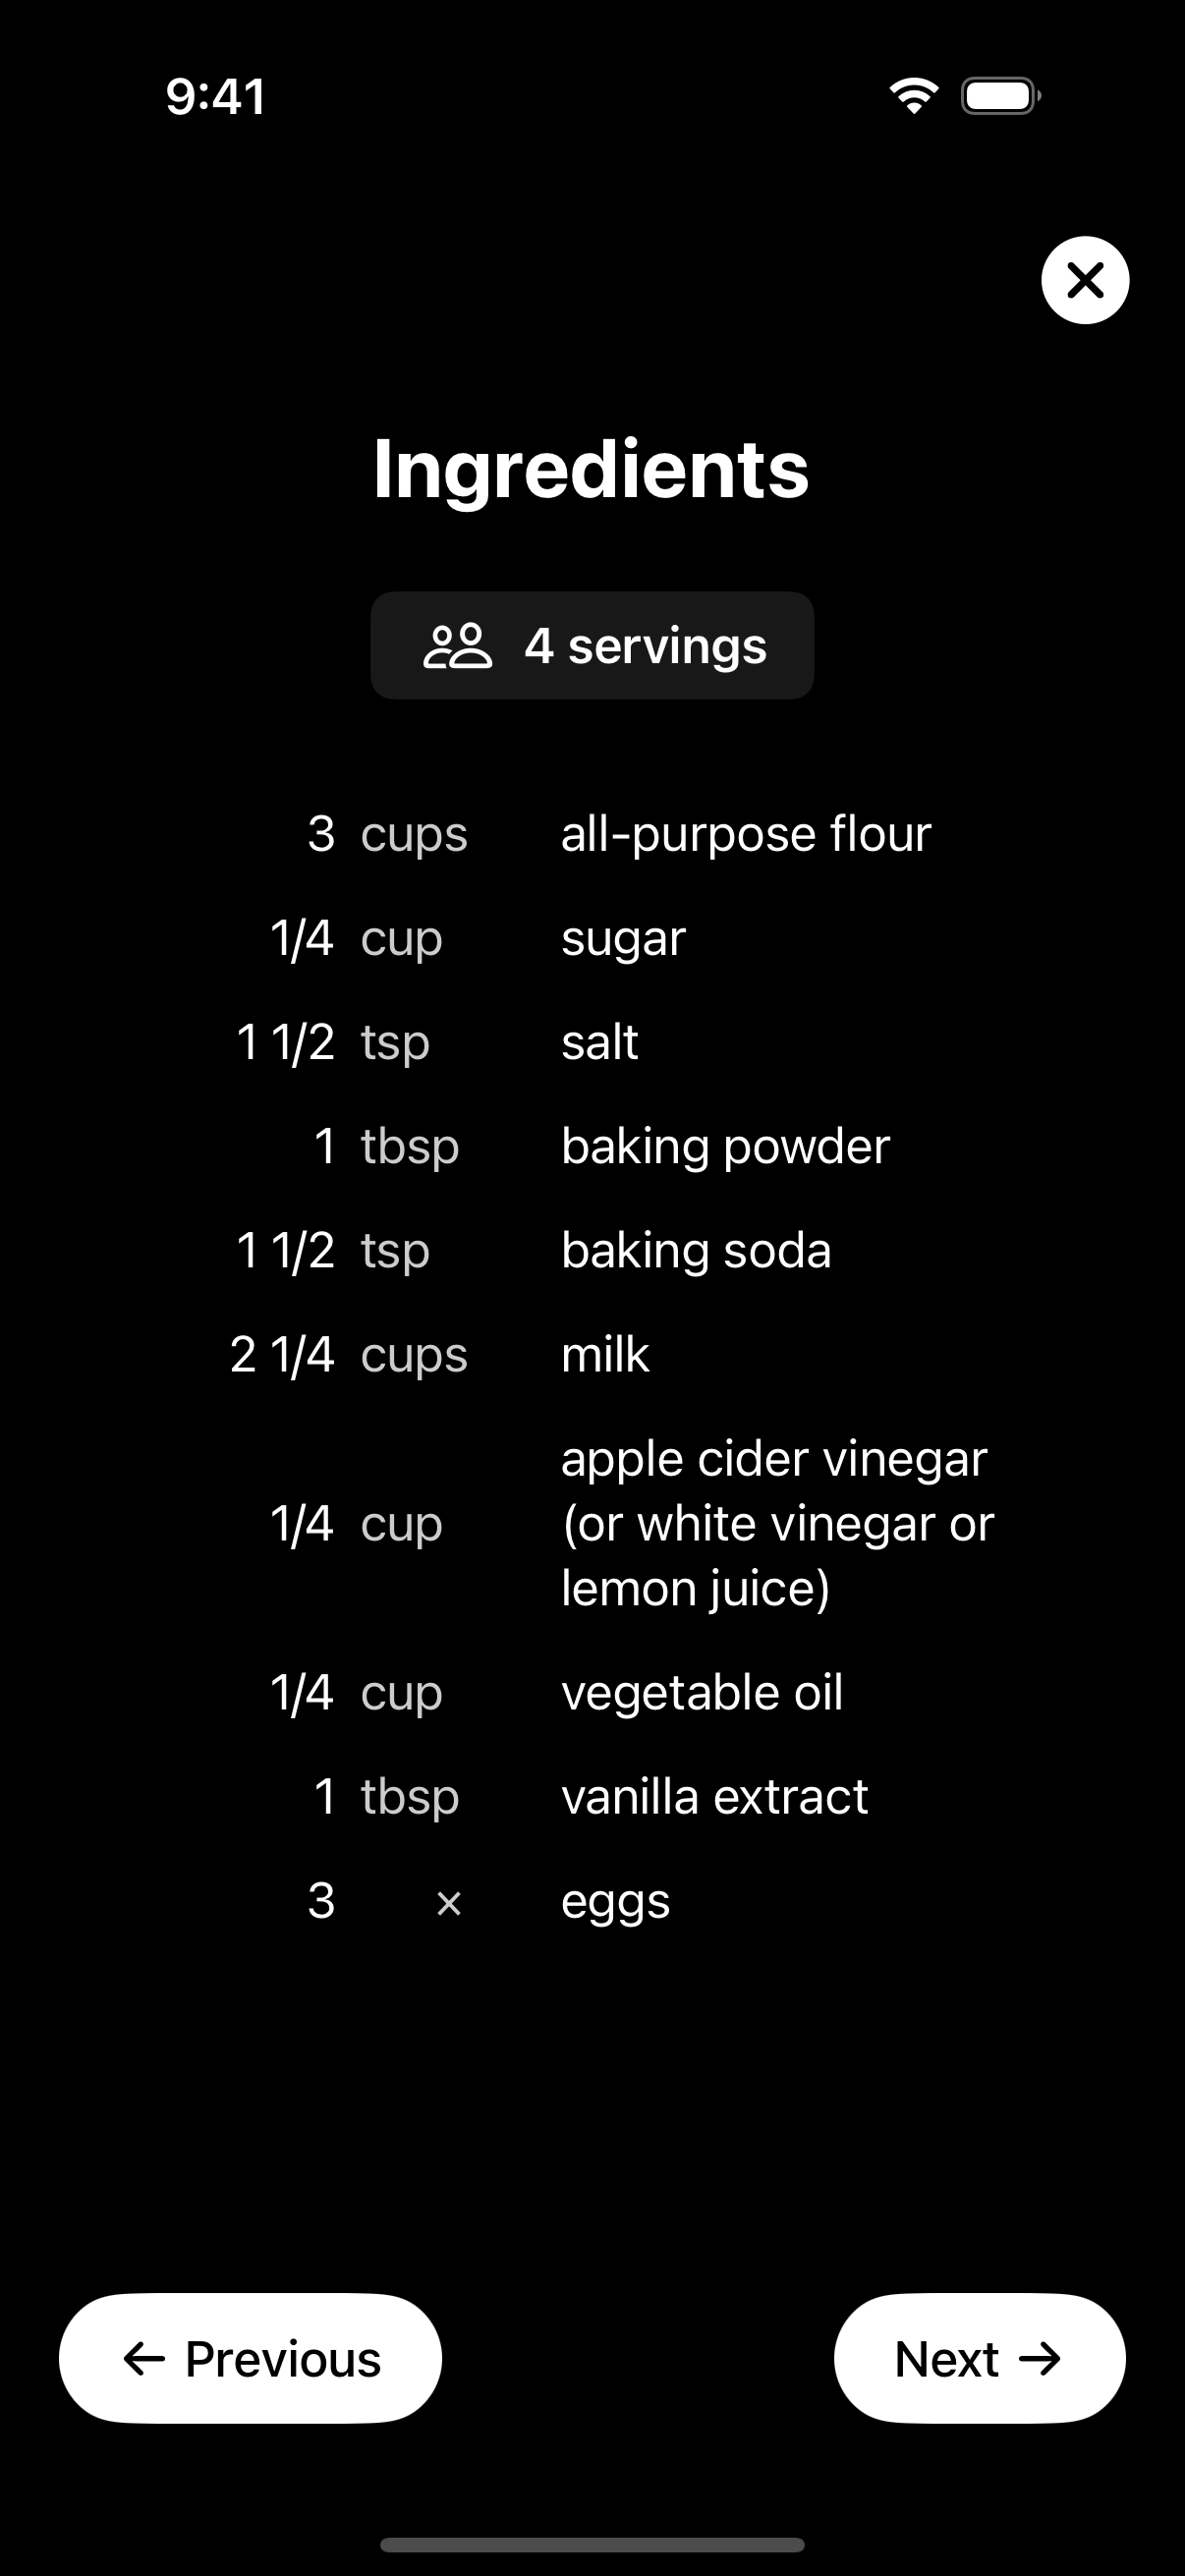 9:41
Ingredients
4 servings
3 cups all-purpose flour
1/4 cup sugar
1 1/2 tsp salt
1 tbsp baking powder
1 1/2 tsp baking soda
2 1/4 cups milk
1/4 cup apple cider vinegar
(or white vinegar or
lemon juice)
1/4 cup vegetable oil
1 tbsp vanilla extract
3 × eggs
← Previous
Next →